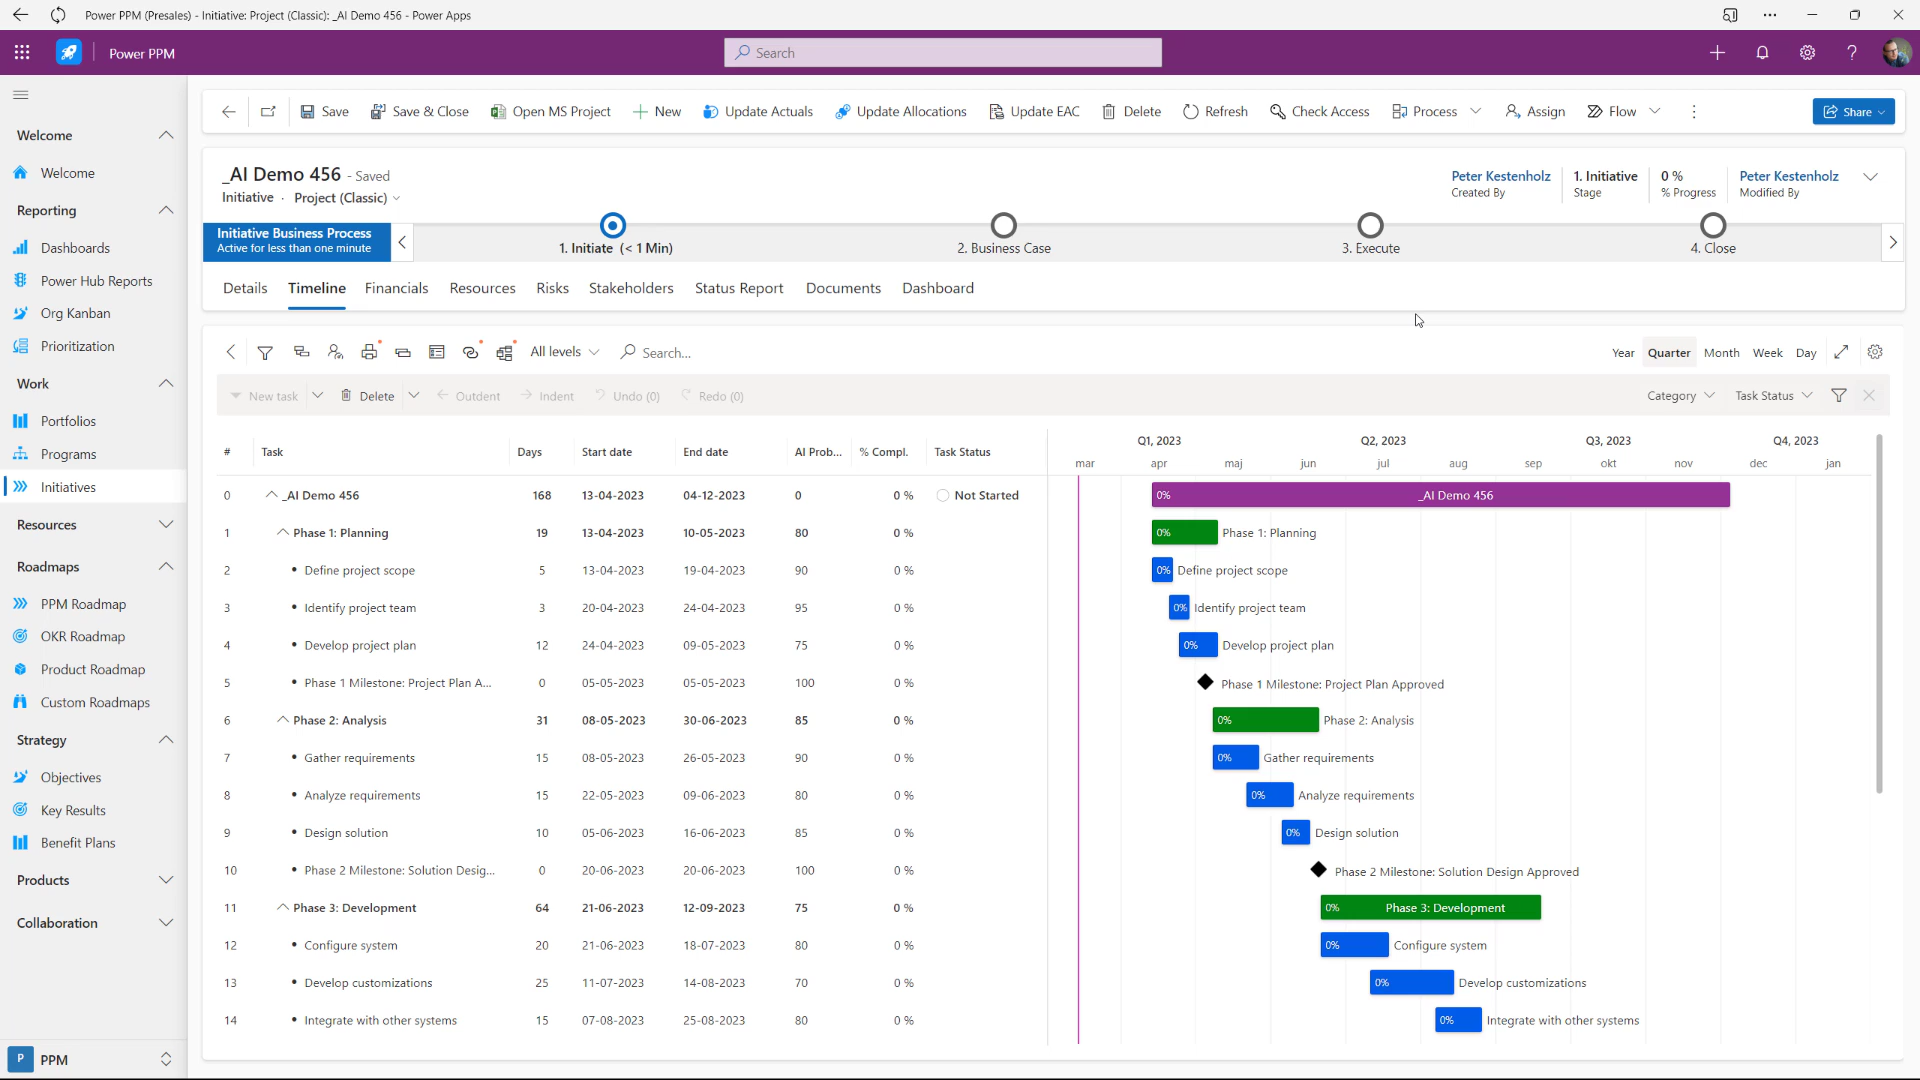 Power PPM (Presales) - Initiative: Project (Classic): _AI Demo 456 - Power Apps
Power PPM
Search
Save
Save & Close
Open MS Project
New
Update Actuals
Update Allocations
Update EAC
Delete
Refresh
Check Access
Process
Assign
Flow
Share
Welcome
Welcome
Reporting
Dashboards
Power Hub Reports
Org Kanban
Prioritization
Work
Portfolios
Programs
Initiatives
Resources
Roadmaps
PPM Roadmap
OKR Roadmap
Product Roadmap
Custom Roadmaps
Strategy
Objectives
Key Results
Benefit Plans
Products
Collaboration
P PPM
_AI Demo 456 - Saved
Initiative · Project (Classic)
Peter Kestenholz
Created By
1. Initiative
Stage
0 %
% Progress
Peter Kestenholz
Modified By
Initiative Business Process
Active for less than one minute
1. Initiate (< 1 Min)
2. Business Case
3. Execute
4. Close
Details Timeline Financials Resources Risks Stakeholders Status Report Documents Dashboard
All levels
Search...
Year Quarter Month Week Day
New task Delete Outdent Indent Undo (0) Redo (0)
Category Task Status
# Task Days Start date End date AI Prob... % Compl. Task Status
0 _AI Demo 456 168 13-04-2023 04-12-2023 0 0 % Not Started
1 Phase 1: Planning 19 13-04-2023 10-05-2023 80 0 %
2 • Define project scope 5 13-04-2023 19-04-2023 90 0 %
3 • Identify project team 3 20-04-2023 24-04-2023 95 0 %
4 • Develop project plan 12 24-04-2023 09-05-2023 75 0 %
5 • Phase 1 Milestone: Project Plan A... 0 05-05-2023 05-05-2023 100 0 %
6 Phase 2: Analysis 31 08-05-2023 30-06-2023 85 0 %
7 • Gather requirements 15 08-05-2023 26-05-2023 90 0 %
8 • Analyze requirements 15 22-05-2023 09-06-2023 80 0 %
9 • Design solution 10 05-06-2023 16-06-2023 85 0 %
10 • Phase 2 Milestone: Solution Desig... 0 20-06-2023 20-06-2023 100 0 %
11 Phase 3: Development 64 21-06-2023 12-09-2023 75 0 %
12 • Configure system 20 21-06-2023 18-07-2023 80 0 %
13 • Develop customizations 25 11-07-2023 14-08-2023 70 0 %
14 • Integrate with other systems 15 07-08-2023 25-08-2023 80 0 %
Q1, 2023 Q2, 2023 Q3, 2023 Q4, 2023
mar apr maj jun jul aug sep okt nov dec jan
0% _AI Demo 456
0% Phase 1: Planning
0% Define project scope
0% Identify project team
0% Develop project plan
Phase 1 Milestone: Project Plan Approved
0% Phase 2: Analysis
0% Gather requirements
0% Analyze requirements
0% Design solution
Phase 2 Milestone: Solution Design Approved
0% Phase 3: Development
0% Configure system
0% Develop customizations
0% Integrate with other systems